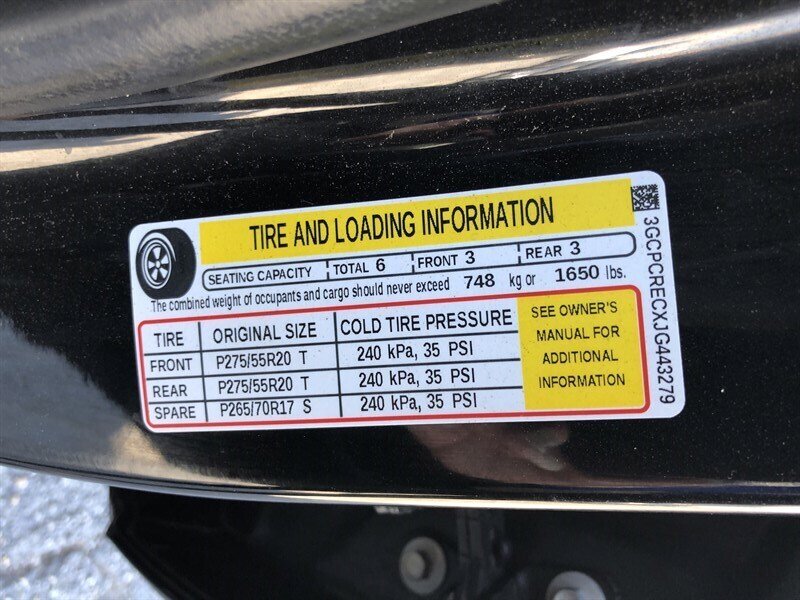 TIRE AND LOADING INFORMATION
SEATING CAPACITY TOTAL 6 FRONT 3 REAR 3
The combined weight of occupants and cargo should never exceed 748 kg or 1650 lbs.
TIRE ORIGINAL SIZE COLD TIRE PRESSURE
FRONT P275/55R20 T 240 kPa, 35 PSI
REAR P275/55R20 T 240 kPa, 35 PSI
SPARE P265/70R17 S 240 kPa, 35 PSI
SEE OWNER'S
MANUAL FOR
ADDITIONAL
INFORMATION
3GCPCRECXJG443279